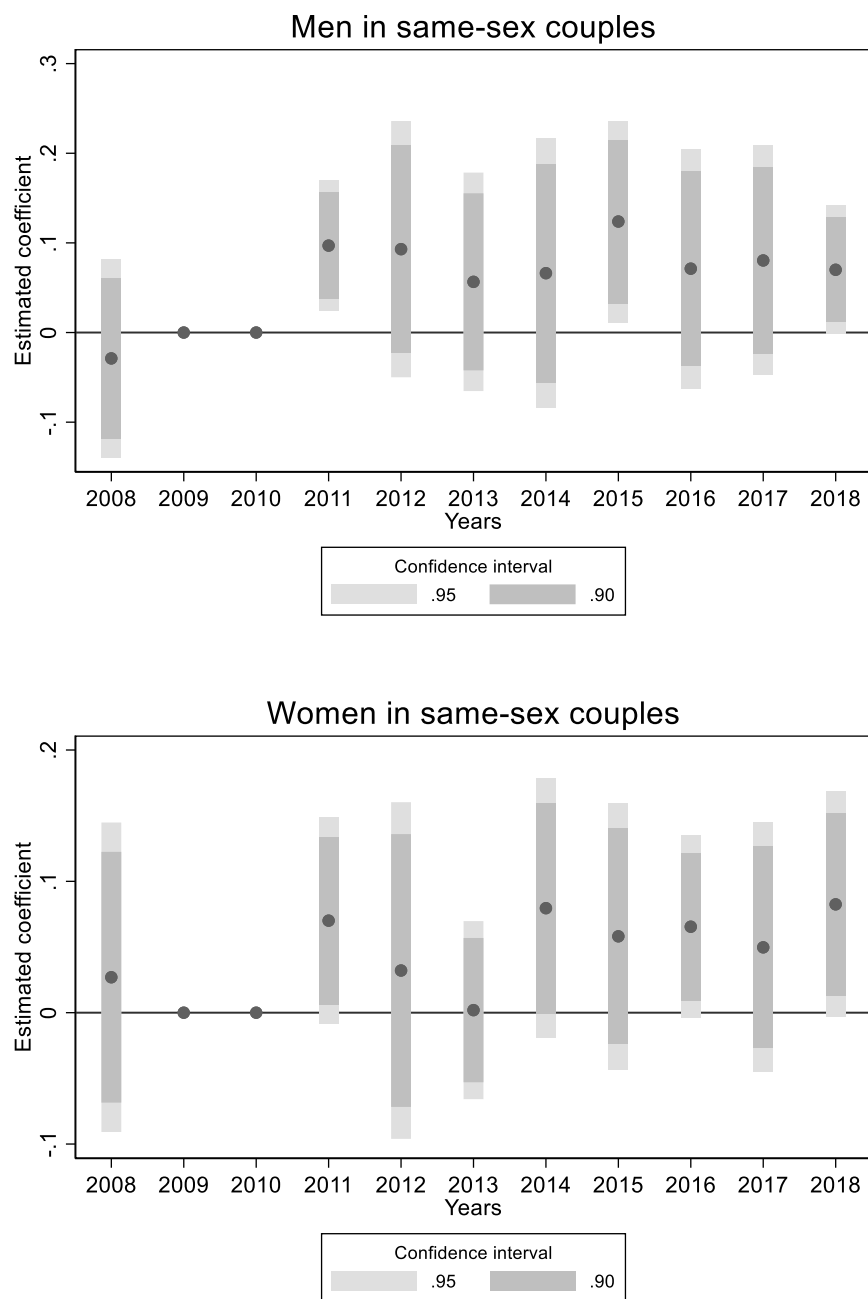 Men in same-sex couples
Estimated coefficient
.3
.2
.1
0
-.1
2008 2009 2010 2011 2012 2013 2014 2015 2016 2017 2018
Years
Confidence interval
.95 .90
Women in same-sex couples
Estimated coefficient
.2
.1
0
-.1
2008 2009 2010 2011 2012 2013 2014 2015 2016 2017 2018
Years
Confidence interval
.95 .90